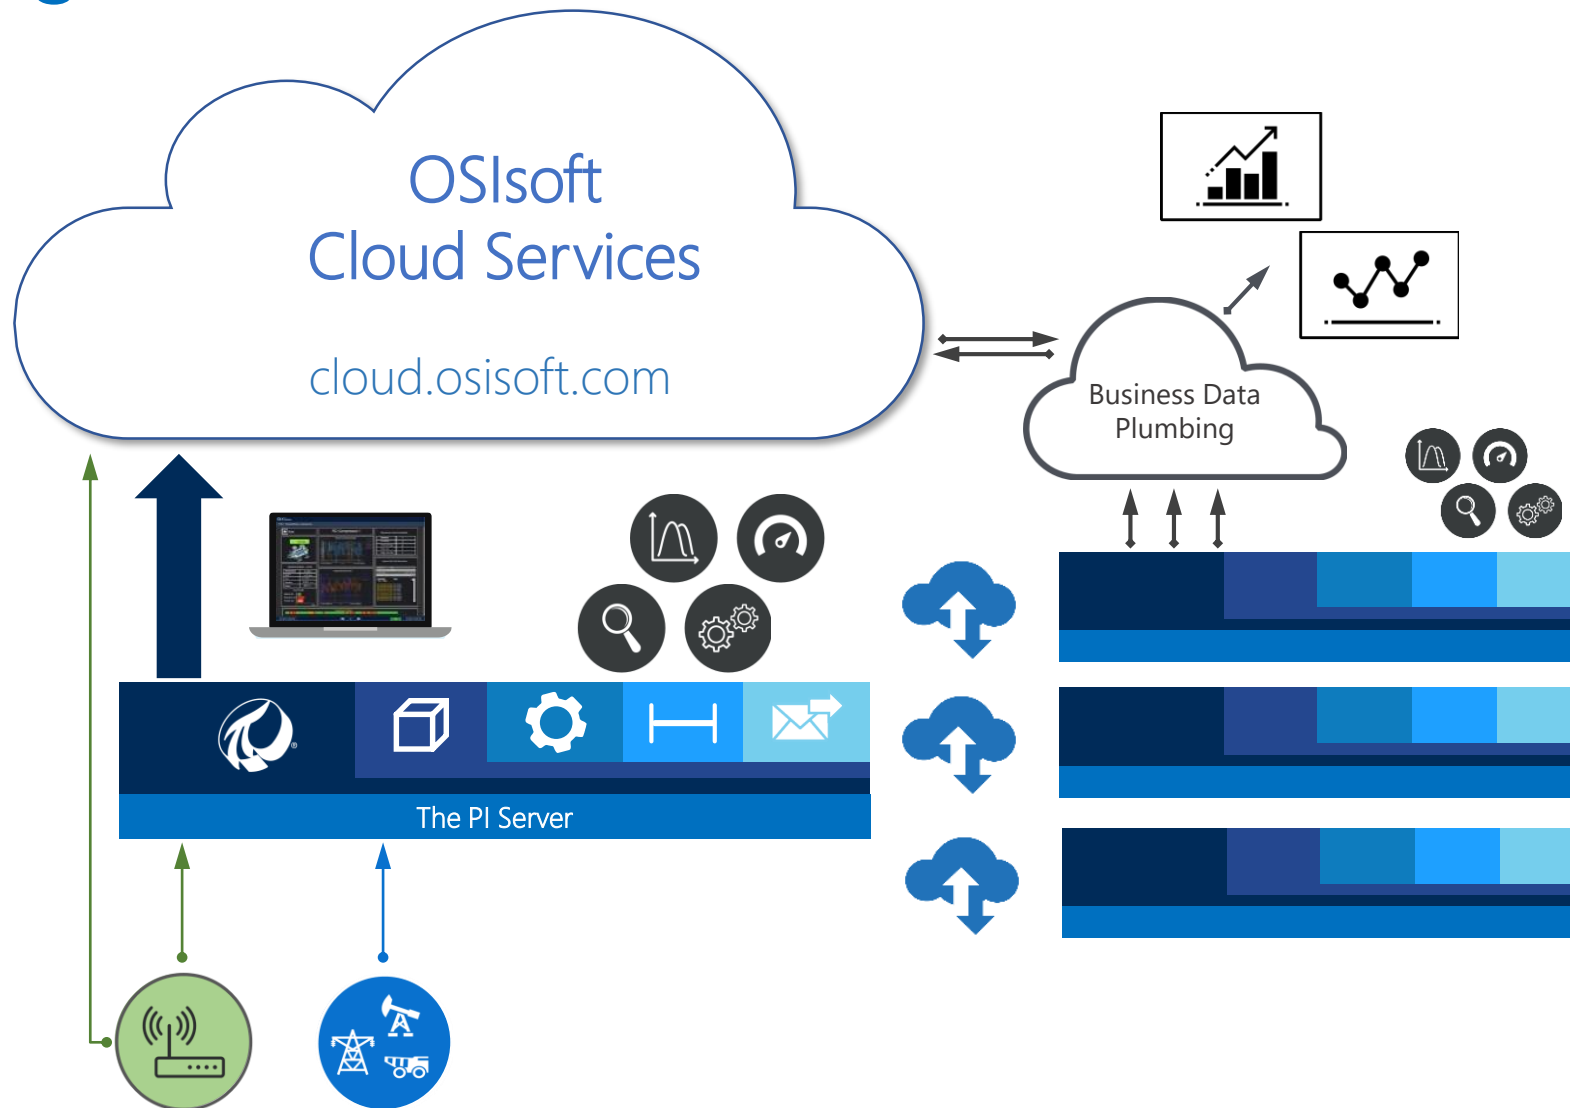 OSIsoft
Cloud Services
cloud.osisoft.com
Business Data
Plumbing
The PI Server